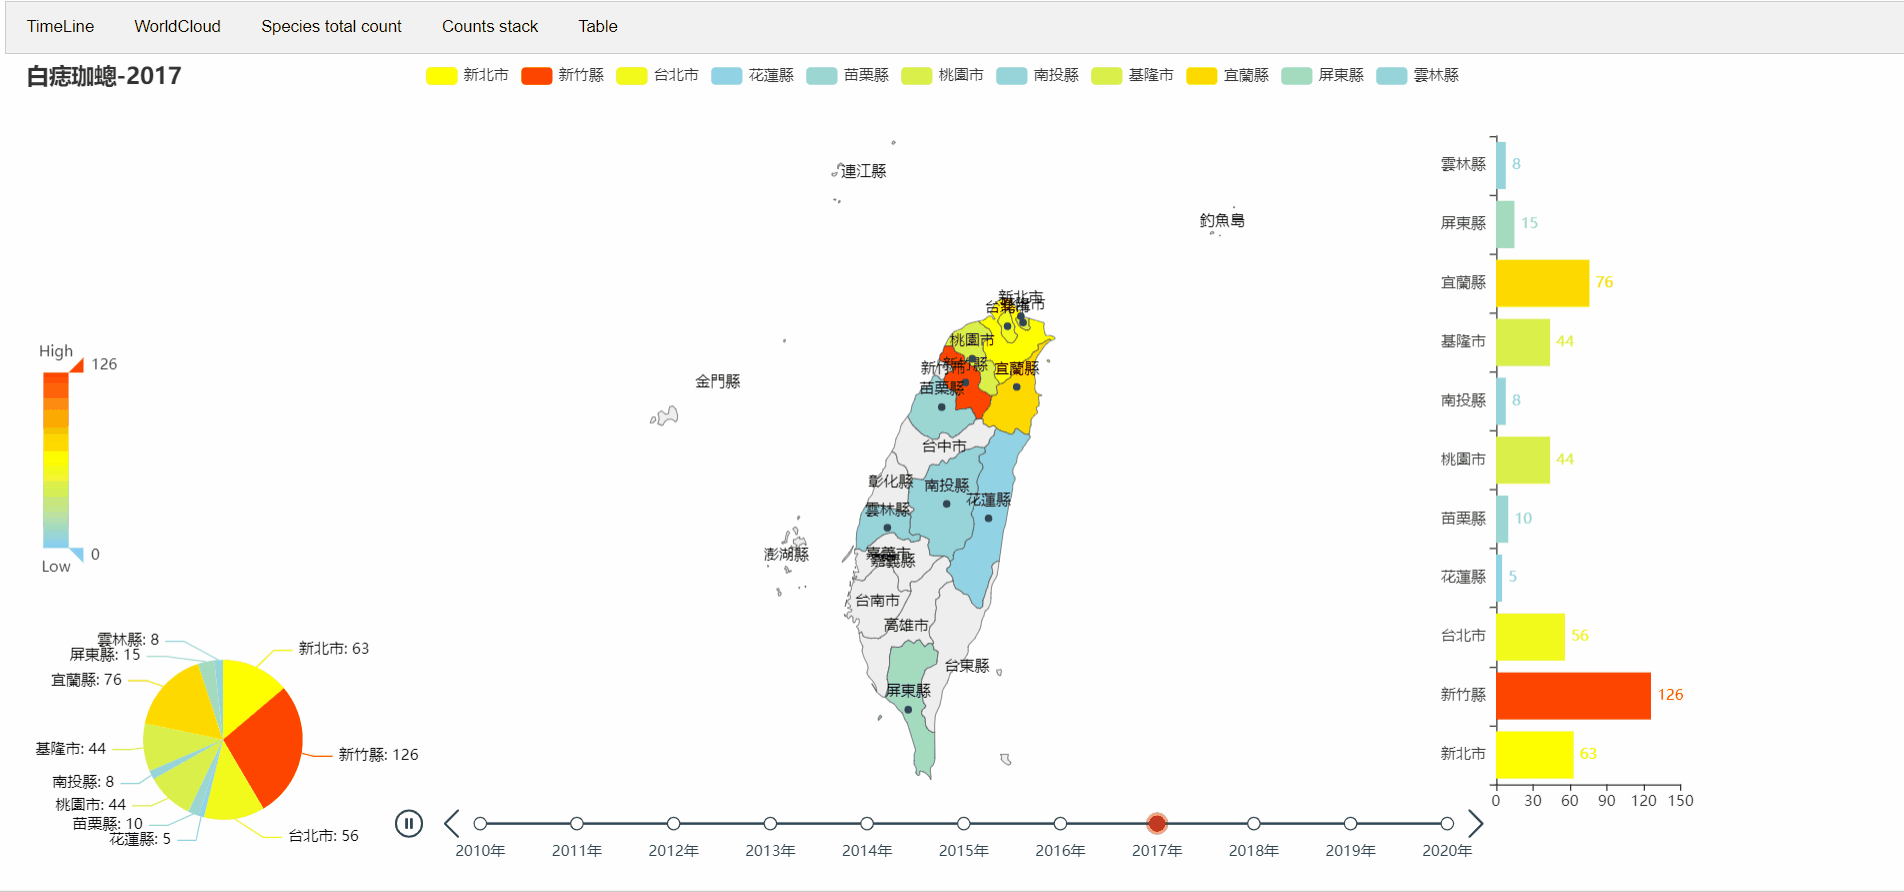 TimeLine WorldCloud Species total count Counts stack Table
白痣珈蟌-2017
新北市 新竹縣 台北市 花蓮縣 苗栗縣 桃園市 南投縣 基隆市 宜蘭縣 屏東縣 雲林縣
連江縣
釣魚島
新北市
台北市
基隆市
桃園市
新竹縣
新竹市
宜蘭縣
苗栗縣
金門縣
台中市
彰化縣
南投縣
花蓮縣
雲林縣
澎湖縣
嘉義市
嘉義縣
台南市
高雄市
台東縣
屏東縣
High
126
0
Low
雲林縣: 8
屏東縣: 15
宜蘭縣: 76
基隆市: 44
南投縣: 8
桃園市: 44
苗栗縣: 10
花蓮縣: 5
新北市: 63
新竹縣: 126
台北市: 56
雲林縣 8
屏東縣 15
宜蘭縣 76
基隆市 44
南投縣 8
桃園市 44
苗栗縣 10
花蓮縣 5
台北市 56
新竹縣 126
新北市 63
0 30 60 90 120 150
2010年 2011年 2012年 2013年 2014年 2015年 2016年 2017年 2018年 2019年 2020年